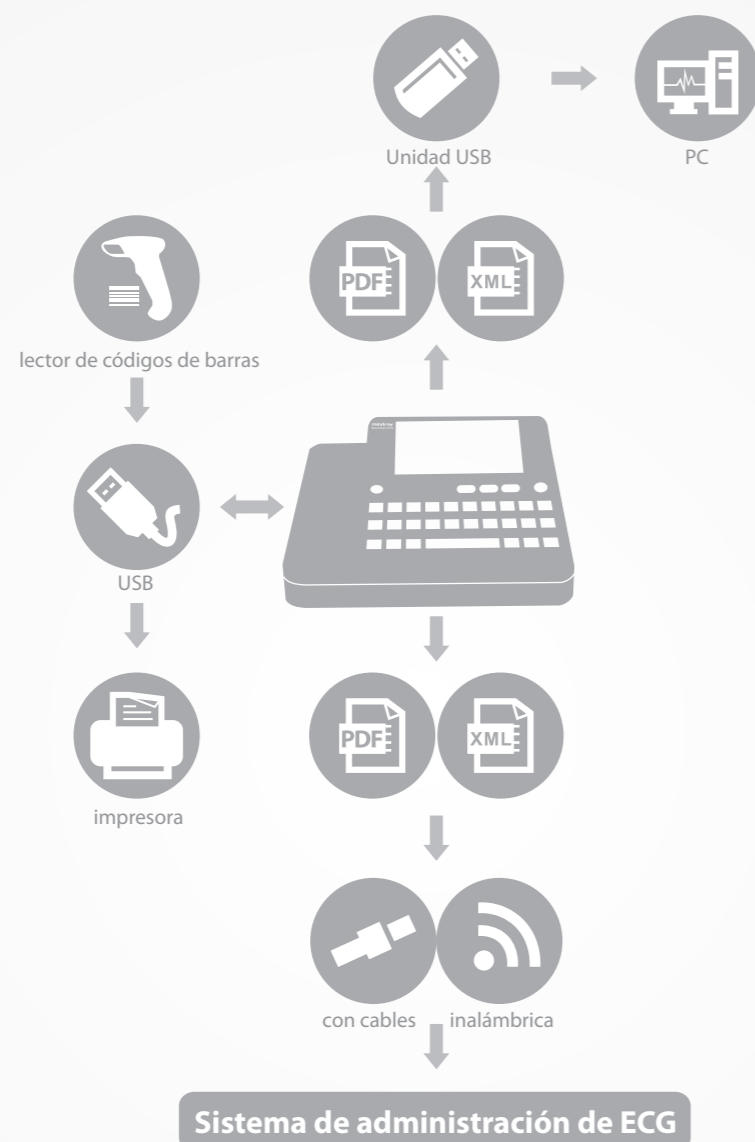 Unidad USB
PC
PDF
XML
lector de códigos de barras
USB
PDF
XML
impresora
con cables
inalámbrica
Sistema de administración de ECG